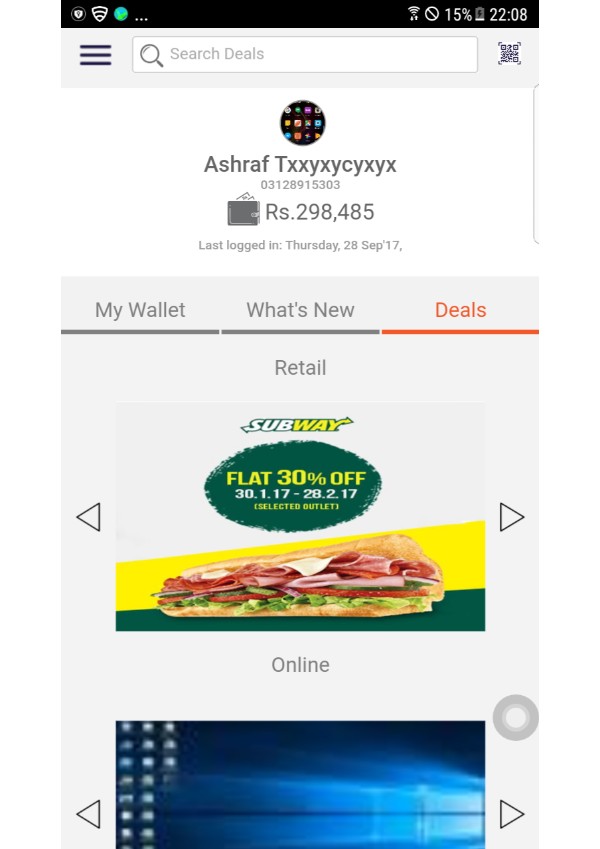 ... 15% 22:08
Search Deals
Ashraf Txxyxycyxyx
03128915303
Rs.298,485
Last logged in: Thursday, 28 Sep'17,
My Wallet What's New Deals
Retail
SUBWAY
FLAT 30% OFF
30.1.17 - 28.2.17
(SELECTED OUTLET)
Online